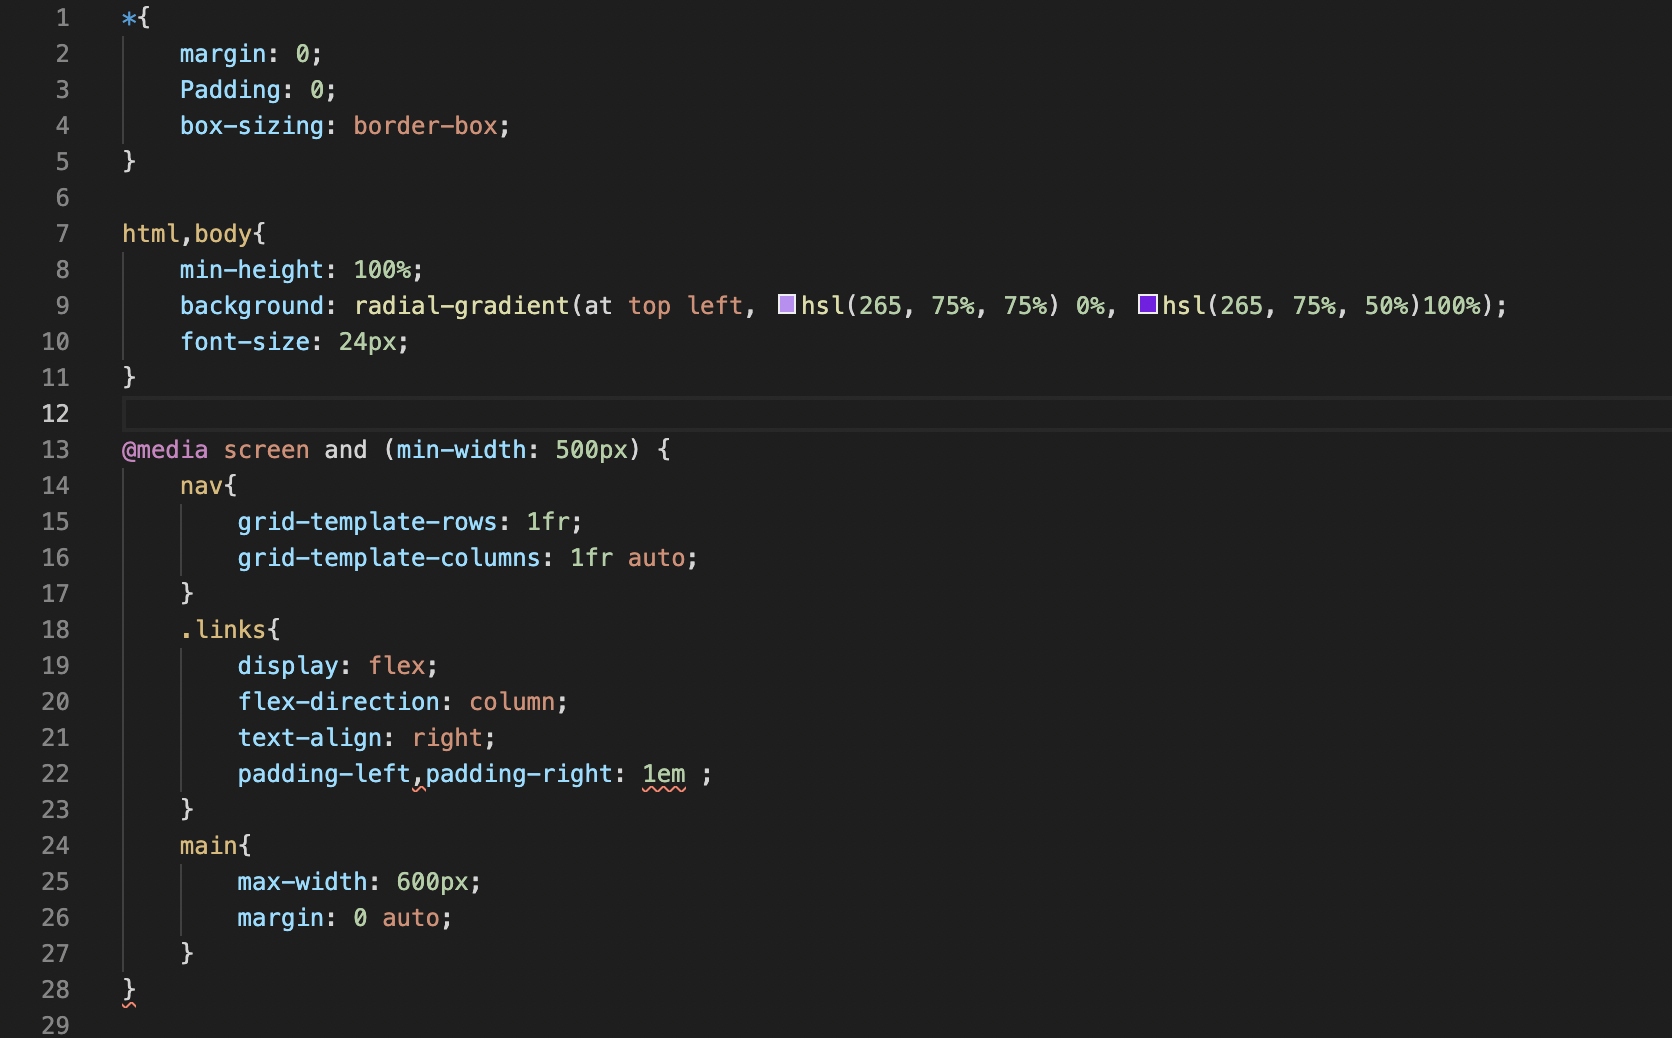 1 *{
2 margin: 0;
3 Padding: 0;
4 box-sizing: border-box;
5 }
6
7 html,body{
8 min-height: 100%;
9 background: radial-gradient(at top left, hsl(265, 75%, 75%) 0%, hsl(265, 75%, 50%)100%);
10 font-size: 24px;
11 }
12
13 @media screen and (min-width: 500px) {
14 nav{
15 grid-template-rows: 1fr;
16 grid-template-columns: 1fr auto;
17 }
18 .links{
19 display: flex;
20 flex-direction: column;
21 text-align: right;
22 padding-left,padding-right: 1em ;
23 }
24 main{
25 max-width: 600px;
26 margin: 0 auto;
27 }
28 }
29